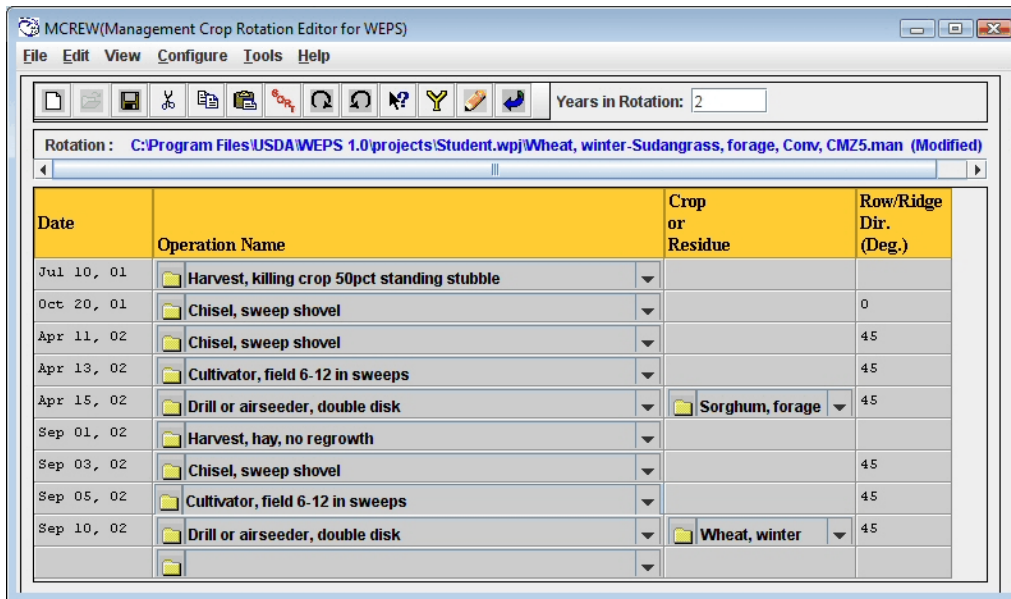 MCREW(Management Crop Rotation Editor for WEPS)
File Edit View Configure Tools Help
SORT Years in Rotation: 2
Rotation : C:\Program Files\USDA\WEPS 1.0\projects\Student.wpj\Wheat, winter-Sudangrass, forage, Conv, CMZ5.man (Modified)
Date Operation Name Crop or Residue Row/Ridge Dir. (Deg.)
Jul 10, 01 Harvest, killing crop 50pct standing stubble
Oct 20, 01 Chisel, sweep shovel 0
Apr 11, 02 Chisel, sweep shovel 45
Apr 13, 02 Cultivator, field 6-12 in sweeps 45
Apr 15, 02 Drill or airseeder, double disk Sorghum, forage 45
Sep 01, 02 Harvest, hay, no regrowth
Sep 03, 02 Chisel, sweep shovel 45
Sep 05, 02 Cultivator, field 6-12 in sweeps 45
Sep 10, 02 Drill or airseeder, double disk Wheat, winter 45